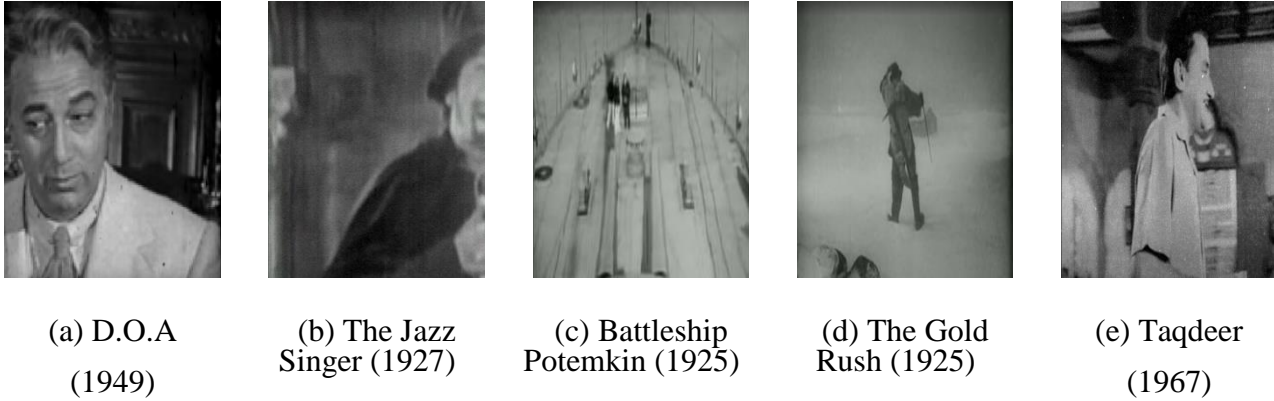 (a) D.O.A
(1949)
(b) The Jazz
Singer (1927)
(c) Battleship
Potemkin (1925)
(d) The Gold
Rush (1925)
(e) Taqdeer
(1967)